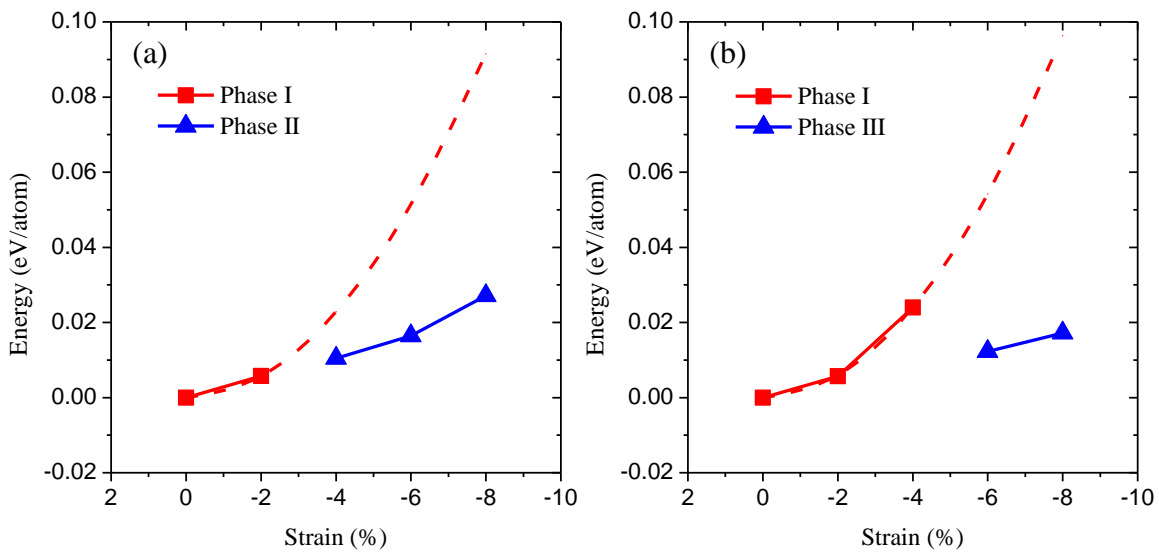 (a)
Phase I
Phase II
Energy (eV/atom)
0.10
0.08
0.06
0.04
0.02
0.00
-0.02
2 0 -2 -4 -6 -8 -10
Strain (%)
(b)
Phase I
Phase III
Energy (eV/atom)
0.10
0.08
0.06
0.04
0.02
0.00
-0.02
2 0 -2 -4 -6 -8 -10
Strain (%)